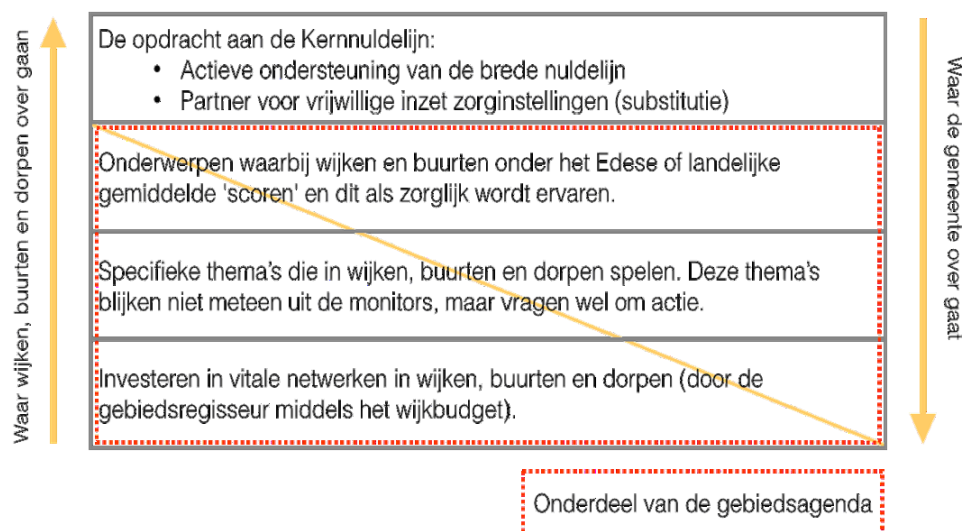 Waar wijken, buurten en dorpen over gaan
De opdracht aan de Kernnuldelijn:
• Actieve ondersteuning van de brede nuldelijn
• Partner voor vrijwillige inzet zorginstellingen (substitutie)
Onderwerpen waarbij wijken en buurten onder het Edese of landelijke
gemiddelde 'scoren' en dit als zorglijk wordt ervaren.
Specifieke thema's die in wijken, buurten en dorpen spelen. Deze thema's
blijken niet meteen uit de monitors, maar vragen wel om actie.
Investeren in vitale netwerken in wijken, buurten en dorpen (door de
gebiedsregisseur middels het wijkbudget).
Waar de gemeente over gaat
Onderdeel van de gebiedsagenda